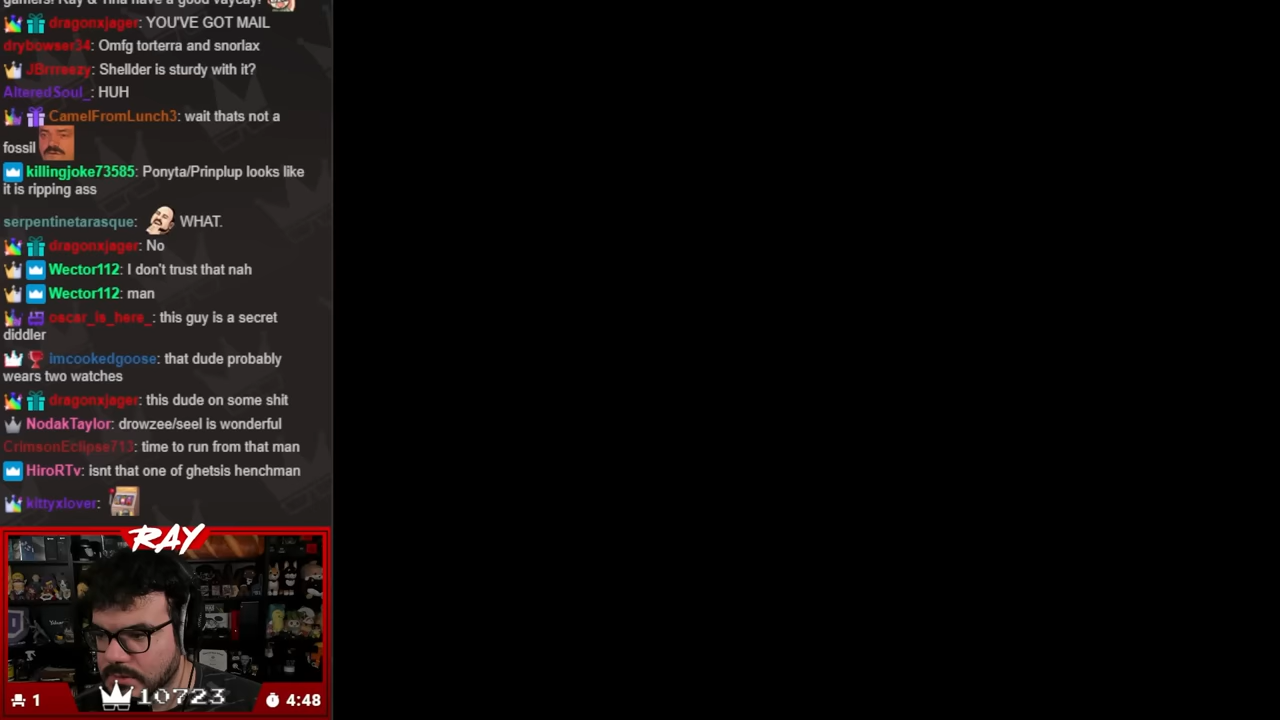 gamers! Ray & Tina have a good vaycay!
dragonxjager: YOU'VE GOT MAIL
drybowser34: Omfg torterra and snorlax
JBrrreezy: Shellder is sturdy with it?
AlteredSoul_: HUH
CamelFromLunch3: wait thats not a
fossil
killingjoke73585: Ponyta/Prinplup looks like
it is ripping ass
serpentinetarasque: WHAT.
dragonxjager: No
Wector112: I don't trust that nah
Wector112: man
oscar_is_here_: this guy is a secret
diddler
imcookedgoose: that dude probably
wears two watches
dragonxjager: this dude on some shit
NodakTaylor: drowzee/seel is wonderful
CrimsonEclipse713: time to run from that man
HiroRTv: isnt that one of ghetsis henchman
kittyxlover:
RAY
1
10723
4:48